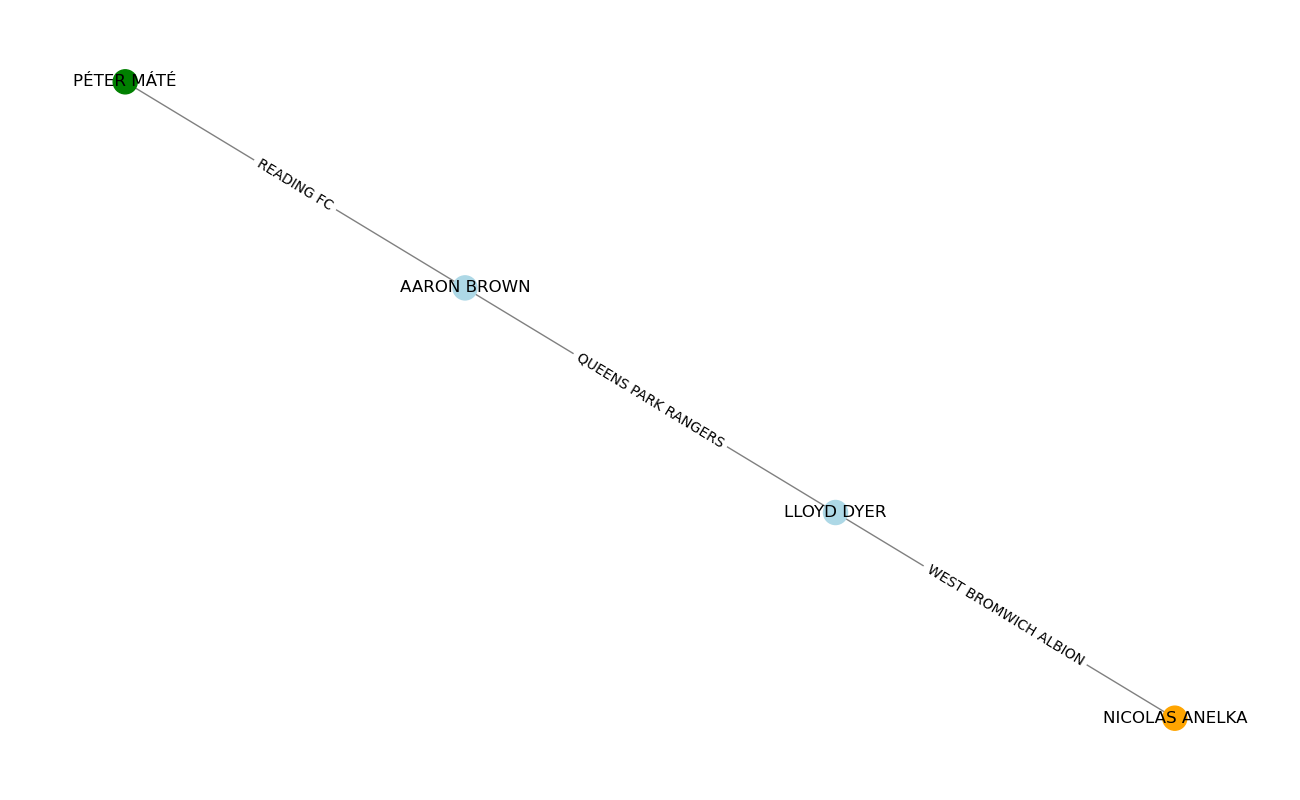 PÉTER MÁTÉ
READING FC
AARON BROWN
QUEENS PARK RANGERS
LLOYD DYER
WEST BROMWICH ALBION
NICOLAS ANELKA